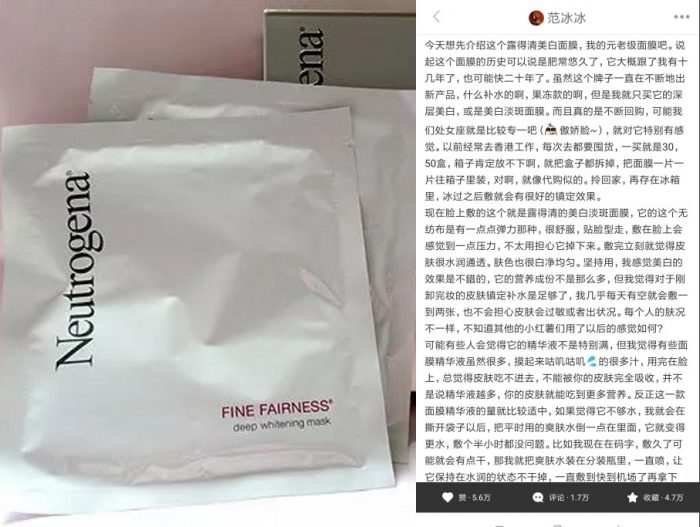 Neutrogena®
Neutrogena®
FINE FAIRNESS®
deep whitening mask
范冰冰
今天想先介绍这个露得清美白面膜，我的元老级面膜吧。说
起这个面膜的历史可以说是肥常悠久了，它大概跟了我有十
几年了，也可能快二十年了。虽然这个牌子一直在不断地出
新产品，什么补水的啊，果冻款的啊，但是我就只买它的深
层美白，或是美白淡斑面膜。而且真的是不断回购，可能我
们处女座就是比较专一吧（傲娇脸~），就对它特别有感
觉。以前经常去香港工作，每次去都要囤货，一买就是30，
50盒，箱子肯定放不下啊，就把盒子都拆掉，把面膜一片一
片往箱子里装，对啊，就像代购似的。拎回家，再存在冰箱
里，冰过之后敷就会有很好的镇定效果。
现在脸上敷的这个就是露得清的美白淡斑面膜，它的这个无
纺布是有一点点弹力那种，很舒服，贴脸型走，敷在脸上会
感觉到一点压力，不太用担心它掉下来。敷完立刻就觉得皮
肤很水润通透。肤色也很白净均匀。坚持用，我感觉美白的
效果是不错的，它的营养成份不是那么多，但我觉得对于刚
卸完妆的皮肤镇定补水是足够了，我几乎每天有空就会敷一
到两张，也不会担心皮肤会过敏或者出状况。每个人的肤况
不一样，不知道其他的小红薯们用了以后的感觉如何?
可能有些人会觉得它的精华液不是特别满，但我觉得有些面
膜精华液虽然很多，摸起来咕叽咕叽的很多汁，用完在脸
上，总觉得皮肤吃不进去，不能被你的皮肤完全吸收，并不
是说精华液越多，你的皮肤就能吃到更多营养。反正这一款
面膜精华液的量就比较适中，如果觉得它不够水，我就会在
撕开袋子以后，把平时用的爽肤水倒一点在里面，它就变得
更水，敷个半小时都没问题。比如我现在在码字，敷久了可
能就会有点干，那我就把爽肤水装在分装瓶里，一直喷，让
它保持在水润的状态不干掉，一直敷到快到机场了再拿下
赞 · 5.6万
评论 · 1.7万
收藏 · 4.7万